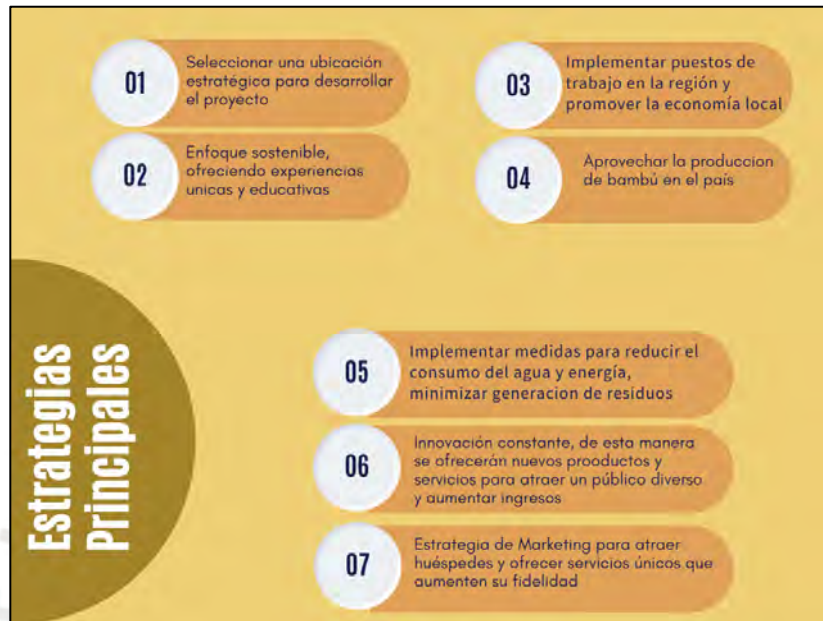 01
Seleccionar una ubicación
estratégica para desarrollar
el proyecto
02
Enfoque sostenible,
ofreciendo experiencias
unicas y educativas
03
Implementar puestos de
trabajo en la región y
promover la economía local
04
Aprovechar la produccion
de bambú en el país
Estrategias
Principales
05
Implementar medidas para reducir el
consumo del agua y energía,
minimizar generacion de residuos
06
Innovación constante, de esta manera
se ofrecerán nuevos prooductos y
servicios para atraer un público diverso
y aumentar ingresos
07
Estrategia de Marketing para atraer
huéspedes y ofrecer servicios únicos que
aumenten su fidelidad